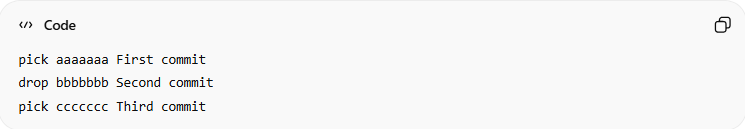 Code
pick aaaaaaa First commit
drop bbbbbbb Second commit
pick ccccccc Third commit